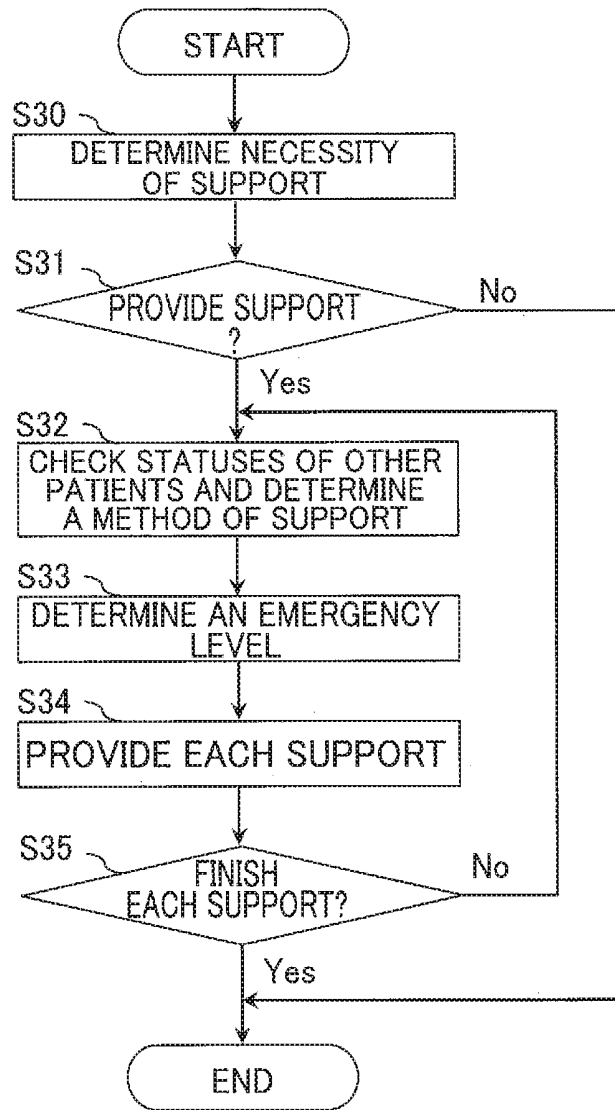 START
S30
DETERMINE NECESSITY
OF SUPPORT
S31
PROVIDE SUPPORT
?
No
Yes
S32
CHECK STATUSES OF OTHER
PATIENTS AND DETERMINE
A METHOD OF SUPPORT
S33
DETERMINE AN EMERGENCY
LEVEL
S34
PROVIDE EACH SUPPORT
S35
FINISH
EACH SUPPORT?
No
Yes
END